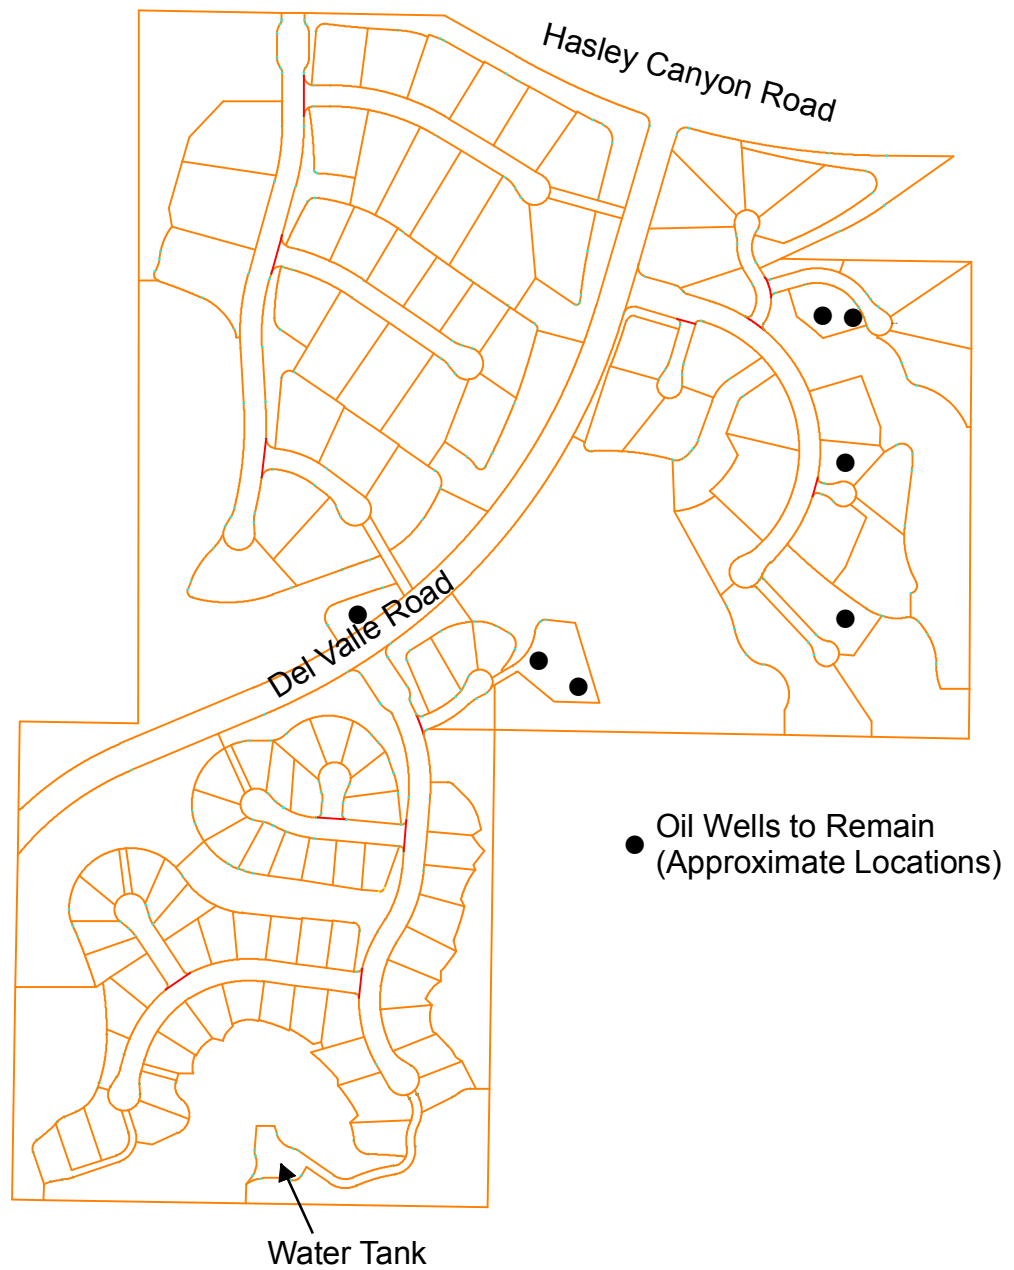 Hasley Canyon Road
Del Valle Road
Oil Wells to Remain
(Approximate Locations)
Water Tank